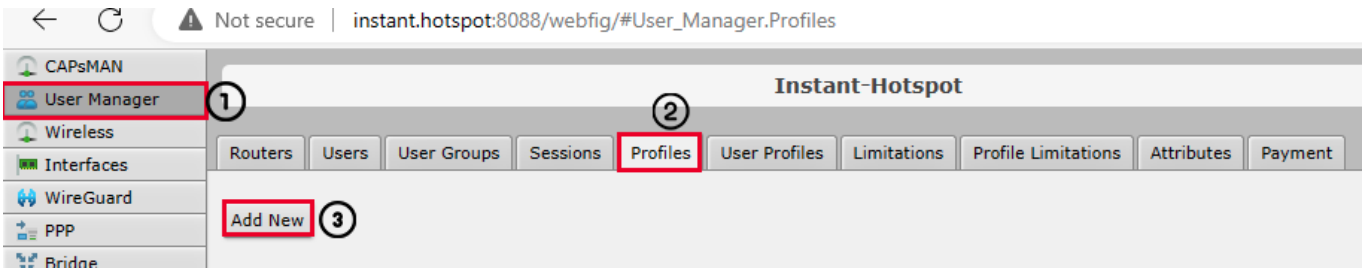 Not secure | instant.hotspot:8088/webfig/#User_Manager.Profiles
CAPsMAN
Instant-Hotspot
User Manager 1
2
Wireless
Routers Users User Groups Sessions Profiles User Profiles Limitations Profile Limitations Attributes Payment
Interfaces
WireGuard
Add New 3
PPP
Bridge